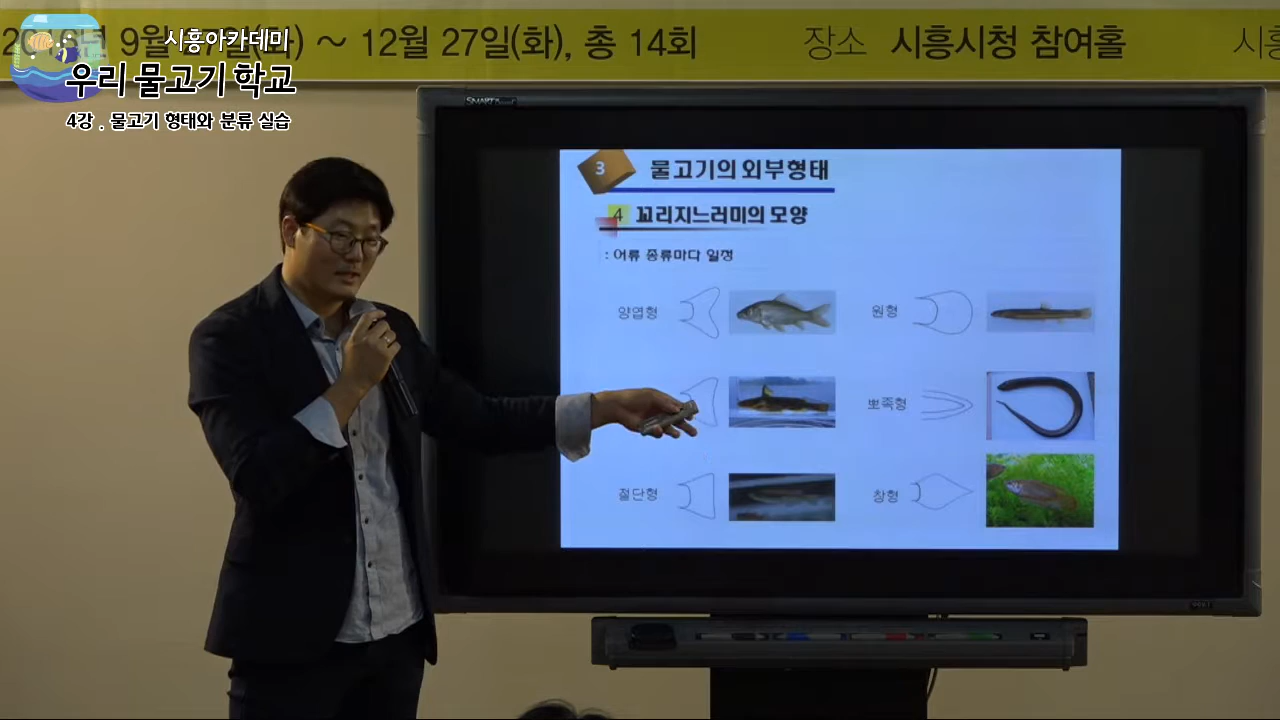 9월
~ 12월 27일(화), 총 14회 장소 시흥시청 참여홀
시흥아카데미
우리 물고기 학교
4강 . 물고기 형태와 분류 실습
SMART
3 물고기의 외부형태
4 꼬리지느러미의 모양
: 어류 종류마다 일정
양엽형 원형
뾰족형
절단형 창형